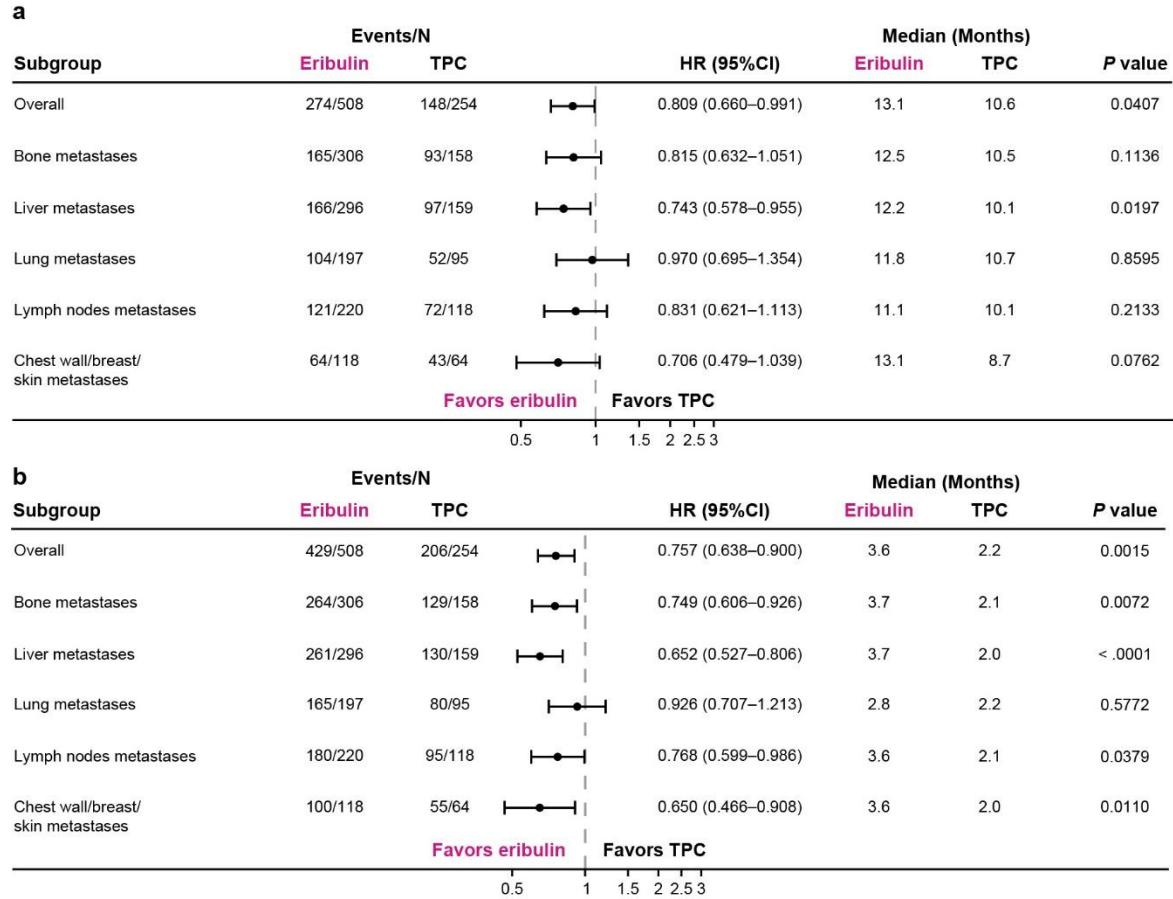 a
Events/N Median (Months)
Subgroup Eribulin TPC HR (95%CI) Eribulin TPC P value
Overall 274/508 148/254 0.809 (0.660–0.991) 13.1 10.6 0.0407
Bone metastases 165/306 93/158 0.815 (0.632–1.051) 12.5 10.5 0.1136
Liver metastases 166/296 97/159 0.743 (0.578–0.955) 12.2 10.1 0.0197
Lung metastases 104/197 52/95 0.970 (0.695–1.354) 11.8 10.7 0.8595
Lymph nodes metastases 121/220 72/118 0.831 (0.621–1.113) 11.1 10.1 0.2133
Chest wall/breast/ 64/118 43/64 0.706 (0.479–1.039) 13.1 8.7 0.0762
skin metastases
Favors eribulin Favors TPC
0.5 1 1.5 2 2.5 3
b
Events/N Median (Months)
Subgroup Eribulin TPC HR (95%CI) Eribulin TPC P value
Overall 429/508 206/254 0.757 (0.638–0.900) 3.6 2.2 0.0015
Bone metastases 264/306 129/158 0.749 (0.606–0.926) 3.7 2.1 0.0072
Liver metastases 261/296 130/159 0.652 (0.527–0.806) 3.7 2.0 < .0001
Lung metastases 165/197 80/95 0.926 (0.707–1.213) 2.8 2.2 0.5772
Lymph nodes metastases 180/220 95/118 0.768 (0.599–0.986) 3.6 2.1 0.0379
Chest wall/breast/ 100/118 55/64 0.650 (0.466–0.908) 3.6 2.0 0.0110
skin metastases
Favors eribulin Favors TPC
0.5 1 1.5 2 2.5 3